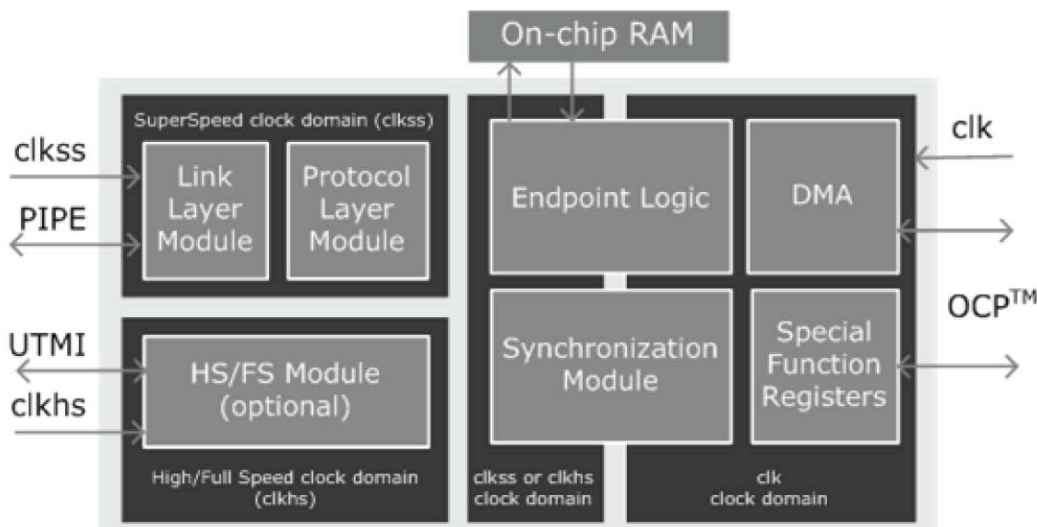 On-chip RAM
SuperSpeed clock domain (clkss)
clkss
PIPE
Link
Layer
Module
Protocol
Layer
Module
Endpoint Logic
DMA
clk
UTMI
clkhs
HS/FS Module
(optional)
High/Full Speed clock domain
(clkhs)
Synchronization
Module
clkss or clkhs
clock domain
Special
Function
Registers
clk
clock domain
OCP™